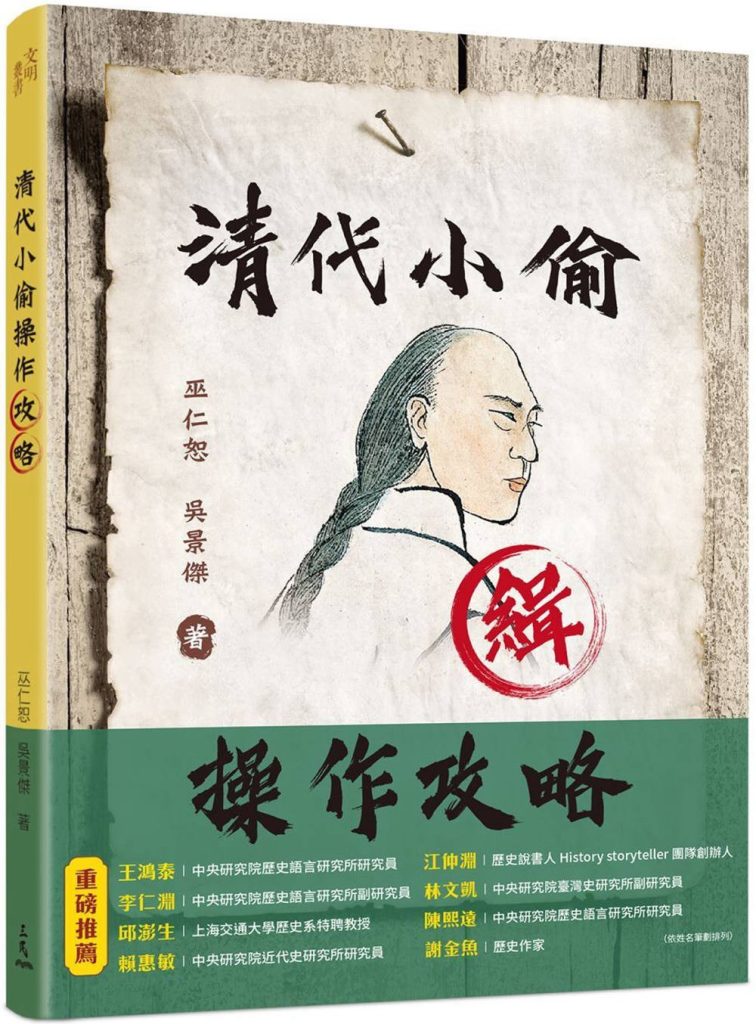 文明叢書
清代小偷操作攻略
巫仁恕 吳景傑 著
三民
清代小偷
巫仁恕 吳景傑 著
緝
操作攻略
重磅推薦
王鴻泰|中央研究院歷史語言研究所研究員
李仁淵|中央研究院歷史語言研究所副研究員
邱澎生|上海交通大學歷史系特聘教授
賴惠敏|中央研究院近代史研究所研究員
江仲淵|歷史說書人 History storyteller 團隊創辦人
林文凱|中央研究院臺灣史研究所副研究員
陳熙遠|中央研究院歷史語言研究所研究員
謝金魚|歷史作家
(依姓名筆劃排列)